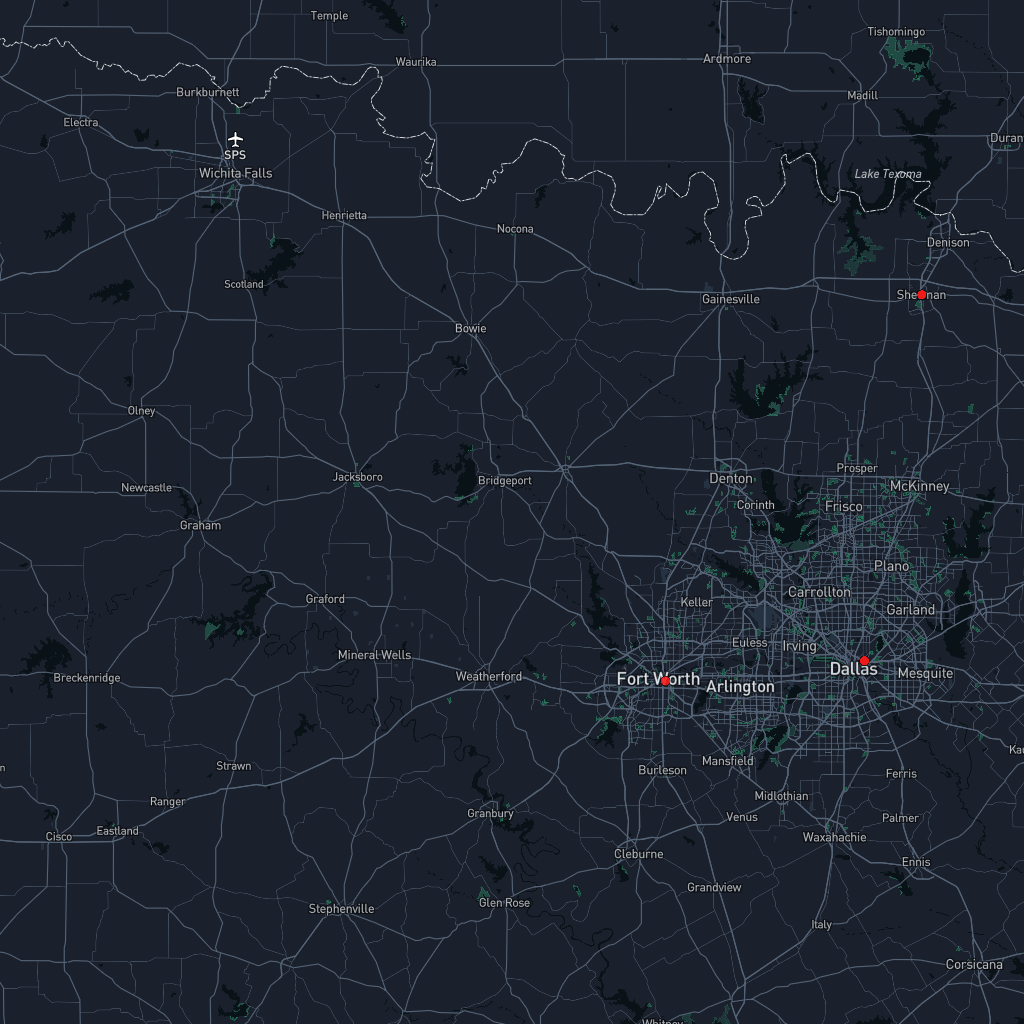 Temple
Tishomingo
Waurika
Ardmore
Burkburnett
Madill
Electra
Duran
SPS
Wichita Falls
Lake Texoma
Henrietta
Nocona
Denison
Scotland
Gainesville
Sherman
Bowie
Olney
Prosper
Jacksboro
Bridgeport
Denton
McKinney
Newcastle
Corinth
Frisco
Graham
Plano
Carrollton
Graford
Keller
Garland
Euless
Irving
Mineral Wells
Dallas
Breckenridge
Weatherford
Fort Worth
Mesquite
Arlington
Kau
n
Strawn
Burleson
Mansfield
Ferris
Ranger
Midlothian
Granbury
Venus
Palmer
Cisco
Eastland
Waxahachie
Cleburne
Ennis
Grandview
Stephenville
Glen Rose
Italy
Corsicana
Whitney